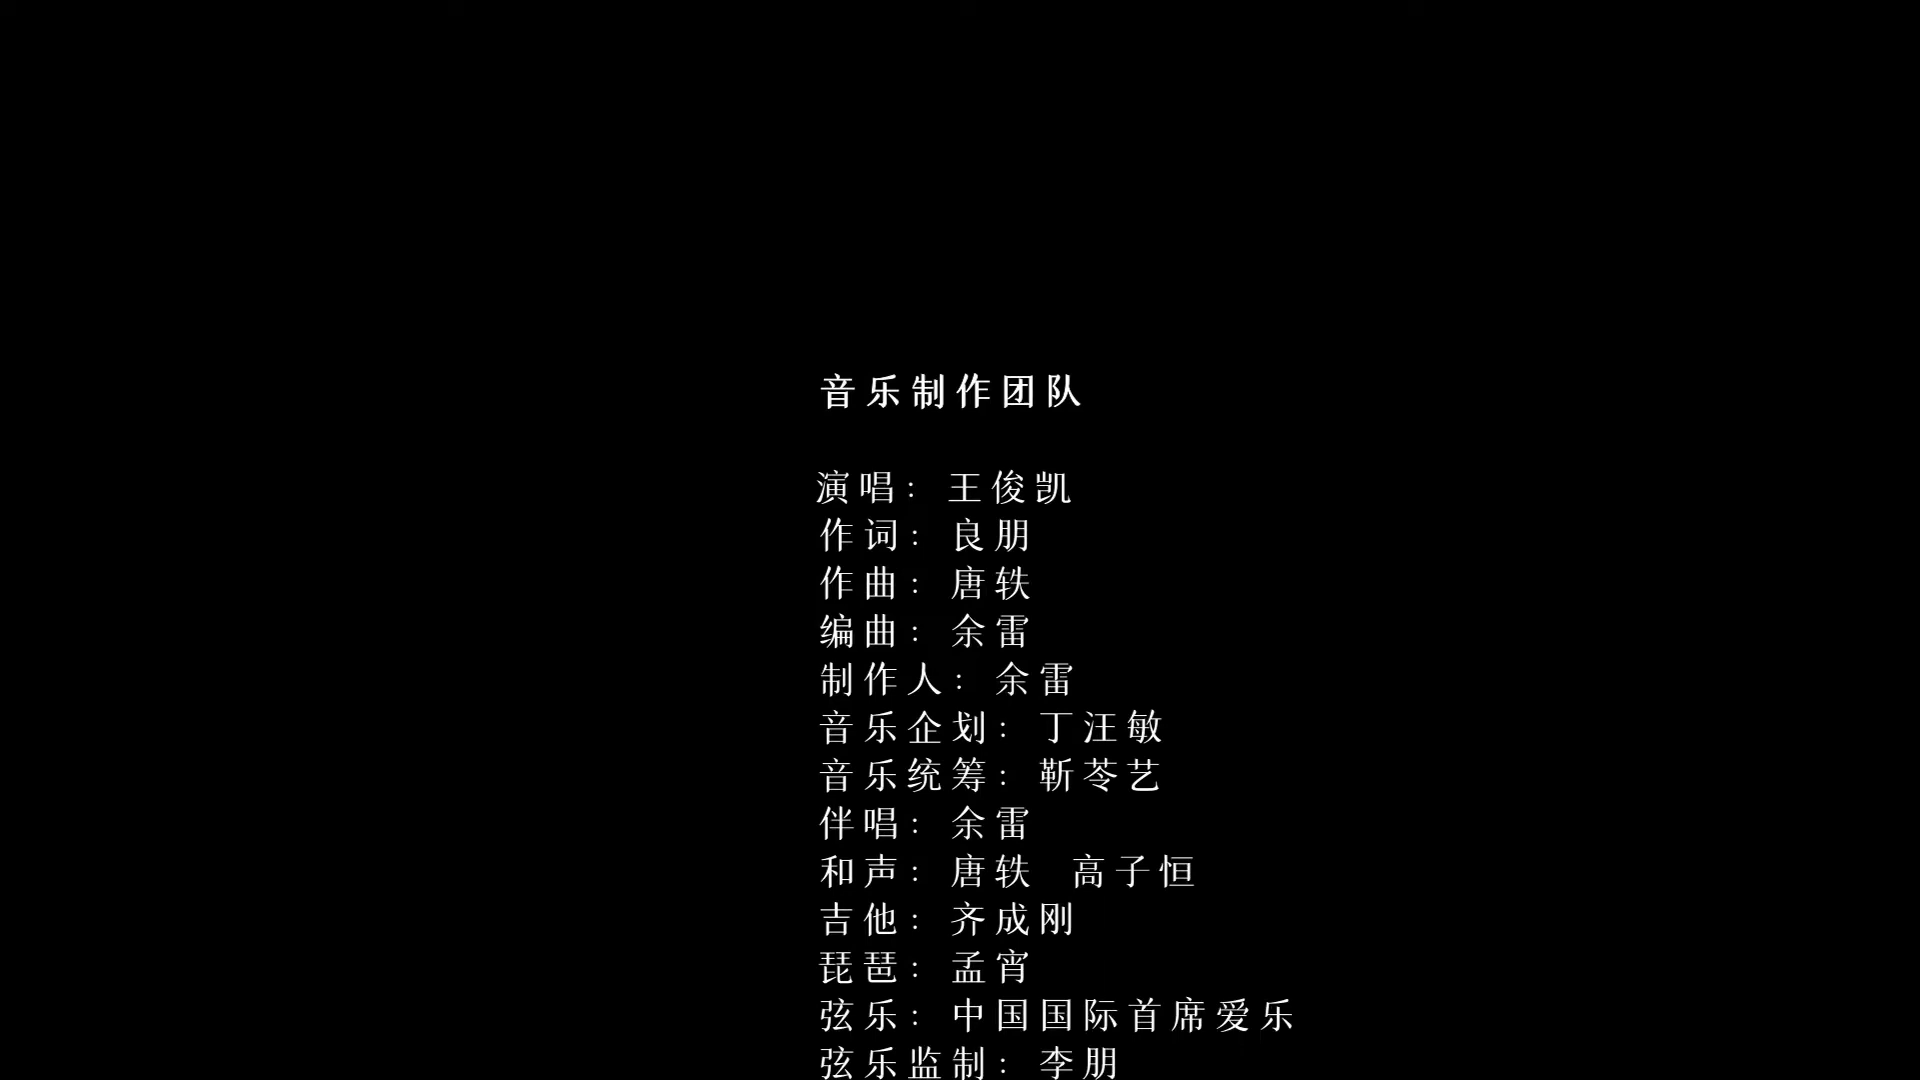 音乐制作团队
演唱：王俊凯
作词：良朋
作曲：唐轶
编曲：余雷
制作人：余雷
音乐企划：丁汪敏
音乐统筹：靳苓艺
伴唱：余雷
和声：唐轶 高子恒
吉他：齐成刚
琵琶：孟宵
弦乐：中国国际首席爱乐
弦乐监制：李朋